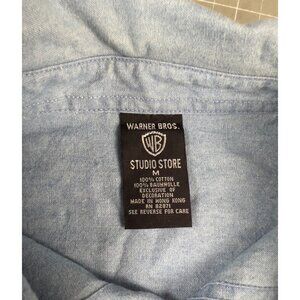 WARNER BROS.
WB
STUDIO STORE
M
100% COTTON
100% BAUMWOLLE
EXCLUSIVE OF
DECORATION
MADE IN HONG KONG
RN 82871
SEE REVERSE FOR CARE